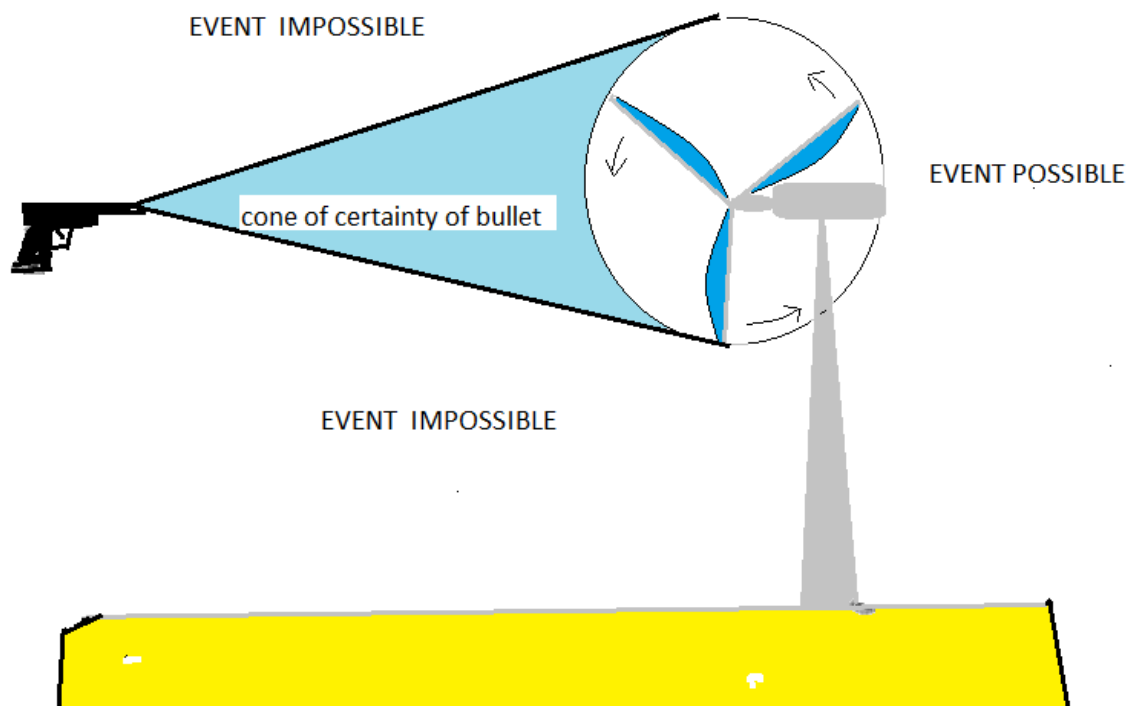 EVENT IMPOSSIBLE
EVENT POSSIBLE
cone of certainty of bullet
EVENT IMPOSSIBLE